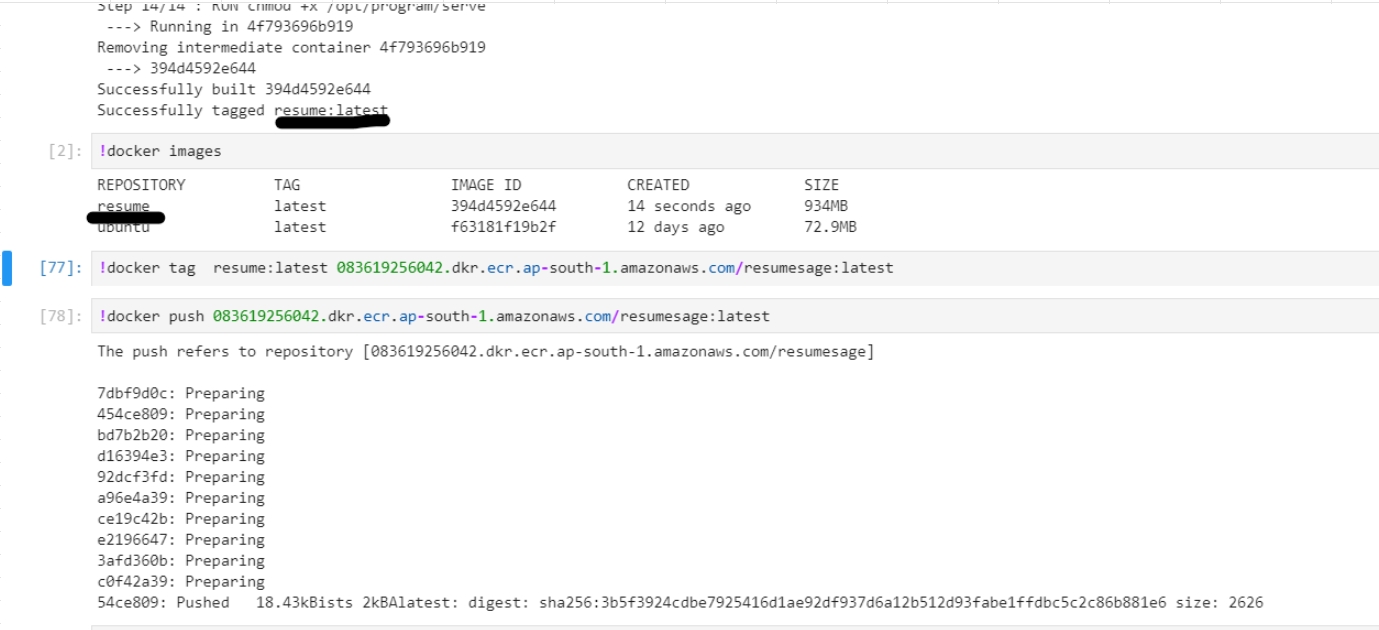 Step 14/14 : RUN chmod +x /opt/program/serve
---> Running in 4f793696b919
Removing intermediate container 4f793696b919
---> 394d4592e644
Successfully built 394d4592e644
Successfully tagged resume:latest
[2]: !docker images
REPOSITORY TAG IMAGE ID CREATED SIZE
resume latest 394d4592e644 14 seconds ago 934MB
ubuntu latest f63181f19b2f 12 days ago 72.9MB
[77]: !docker tag  resume:latest 083619256042.dkr.ecr.ap-south-1.amazonaws.com/resumesage:latest
[78]: !docker push 083619256042.dkr.ecr.ap-south-1.amazonaws.com/resumesage:latest
The push refers to repository [083619256042.dkr.ecr.ap-south-1.amazonaws.com/resumesage]
7dbf9d0c: Preparing
454ce809: Preparing
bd7b2b20: Preparing
d16394e3: Preparing
92dcf3fd: Preparing
a96e4a39: Preparing
ce19c42b: Preparing
e2196647: Preparing
3afd360b: Preparing
c0f42a39: Preparing
54ce809: Pushed   18.43kBists 2kBAlatest: digest: sha256:3b5f3924cdbe7925416d1ae92df937d6a12b512d93fabe1ffdbc5c2c86b881e6 size: 2626